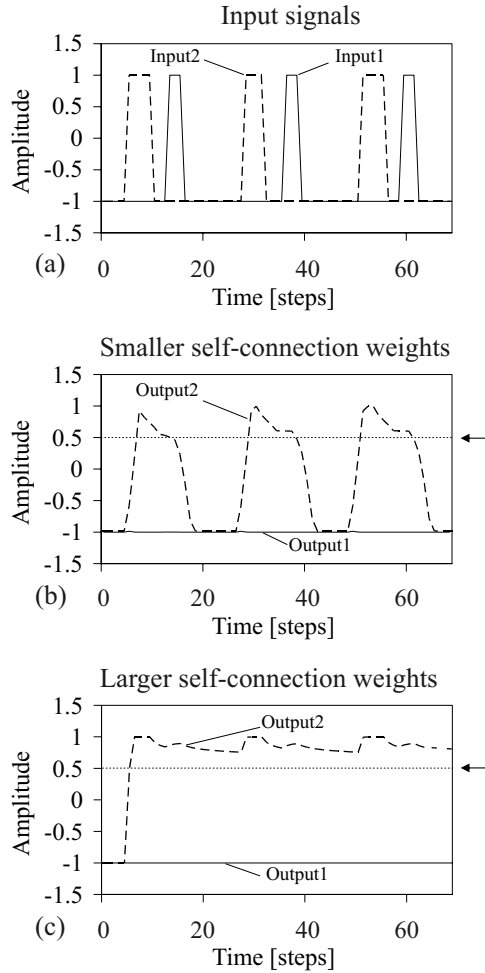 Input signals
1.5
Input2
Input1
1
0.5
0
-0.5
-1
-1.5
Amplitude
(a)
0
20
40
60
Time [steps]
Smaller self-connection weights
1.5
Output2
1
0.5
0
-0.5
-1
Output1
-1.5
Amplitude
(b)
0
20
40
60
Time [steps]
Larger self-connection weights
1.5
Output2
1
0.5
0
-0.5
-1
Output1
-1.5
Amplitude
(c)
0
20
40
60
Time [steps]